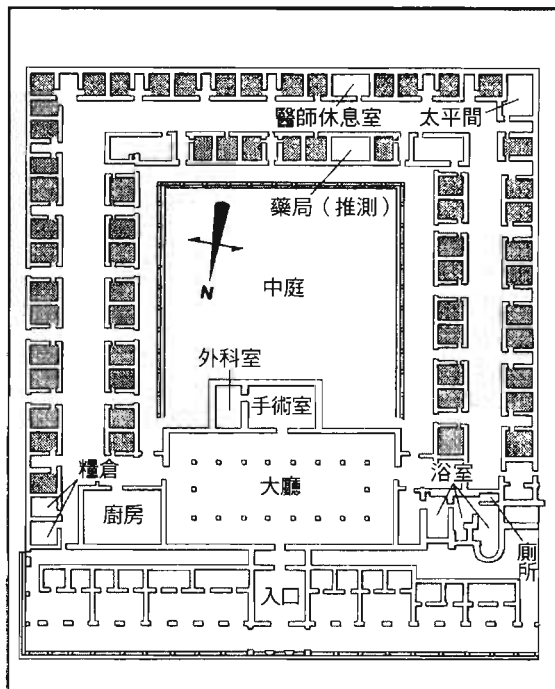 醫師休息室
太平間
藥局（推測）
N
中庭
外科室
手術室
糧倉
大廳
浴室
廚房
廁所
入口